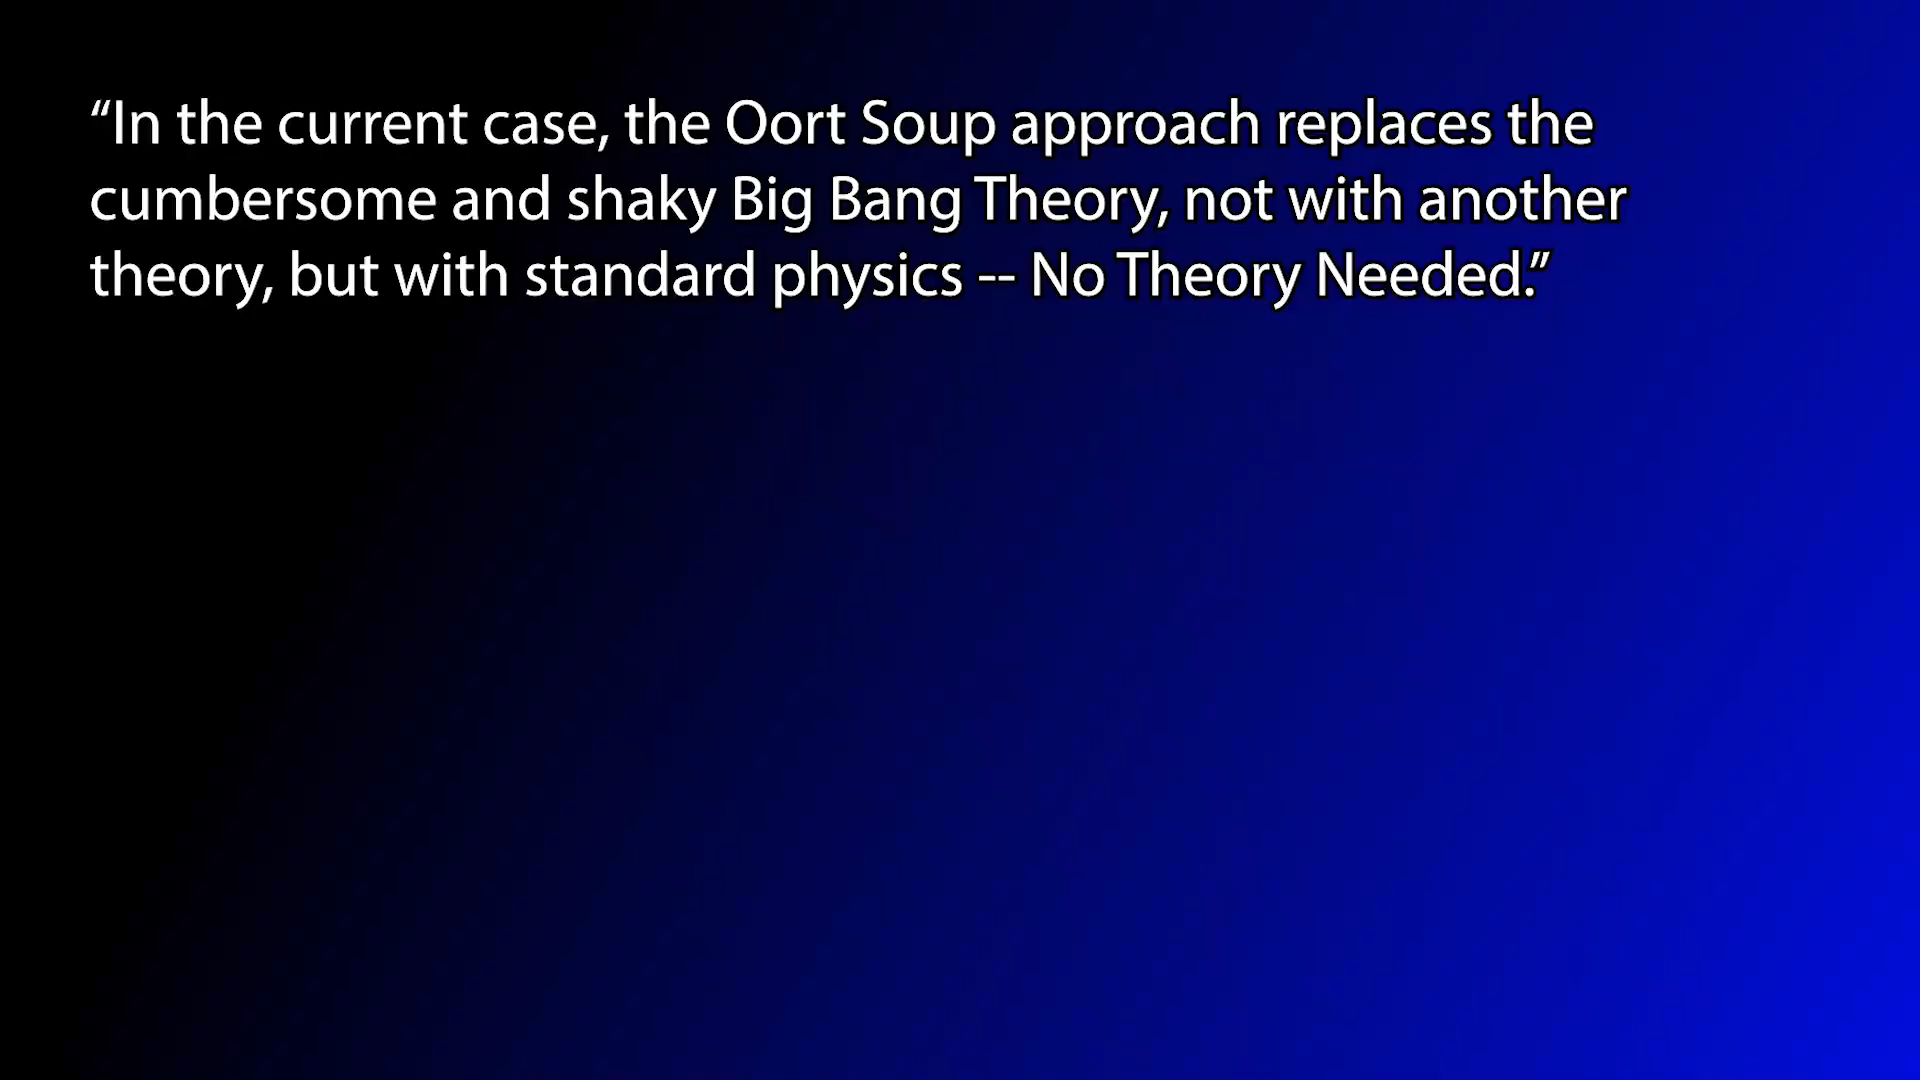 “In the current case, the Oort Soup approach replaces the
cumbersome and shaky Big Bang Theory, not with another
theory, but with standard physics -- No Theory Needed.”